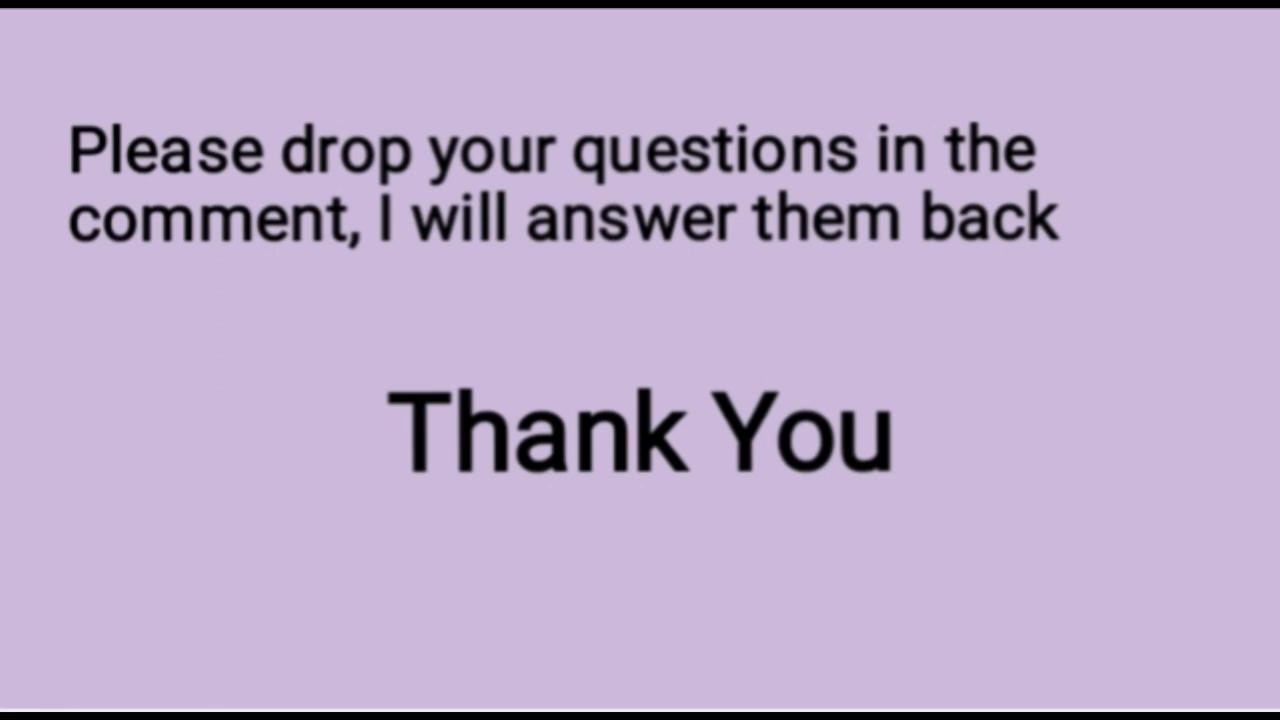 Please drop your questions in the
comment, I will answer them back
Thank You